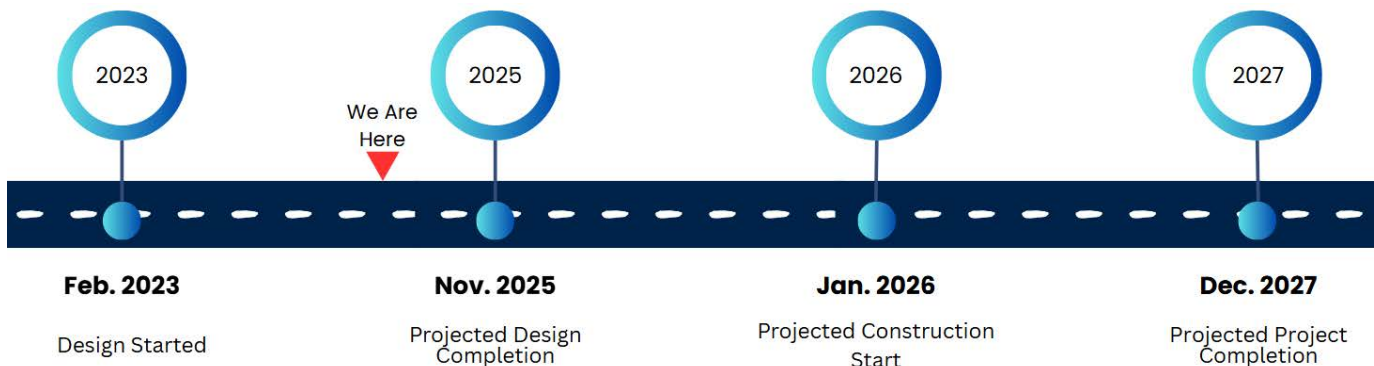 2023
2025
2026
2027
We Are
Here
Feb. 2023
Nov. 2025
Jan. 2026
Dec. 2027
Design Started
Projected Design
Completion
Projected Construction
Start
Projected Project
Completion